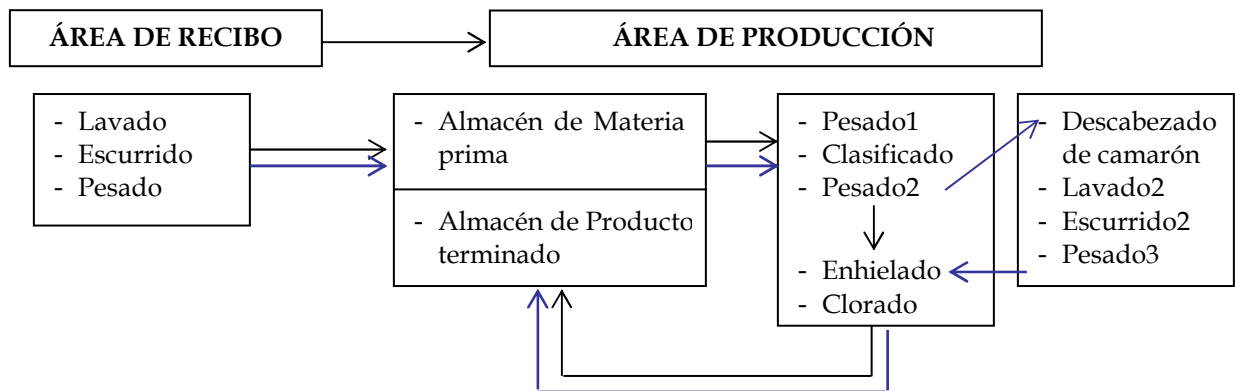 ÁREA DE RECIBO
ÁREA DE PRODUCCIÓN
- Lavado
- Escurrido
- Pesado
- Almacén de Materia
prima
- Almacén de Producto
terminado
- Pesado1
- Clasificado
- Pesado2
- Enhielado
- Clorado
- Descabezado
de camarón
- Lavado2
- Escurrido2
- Pesado3